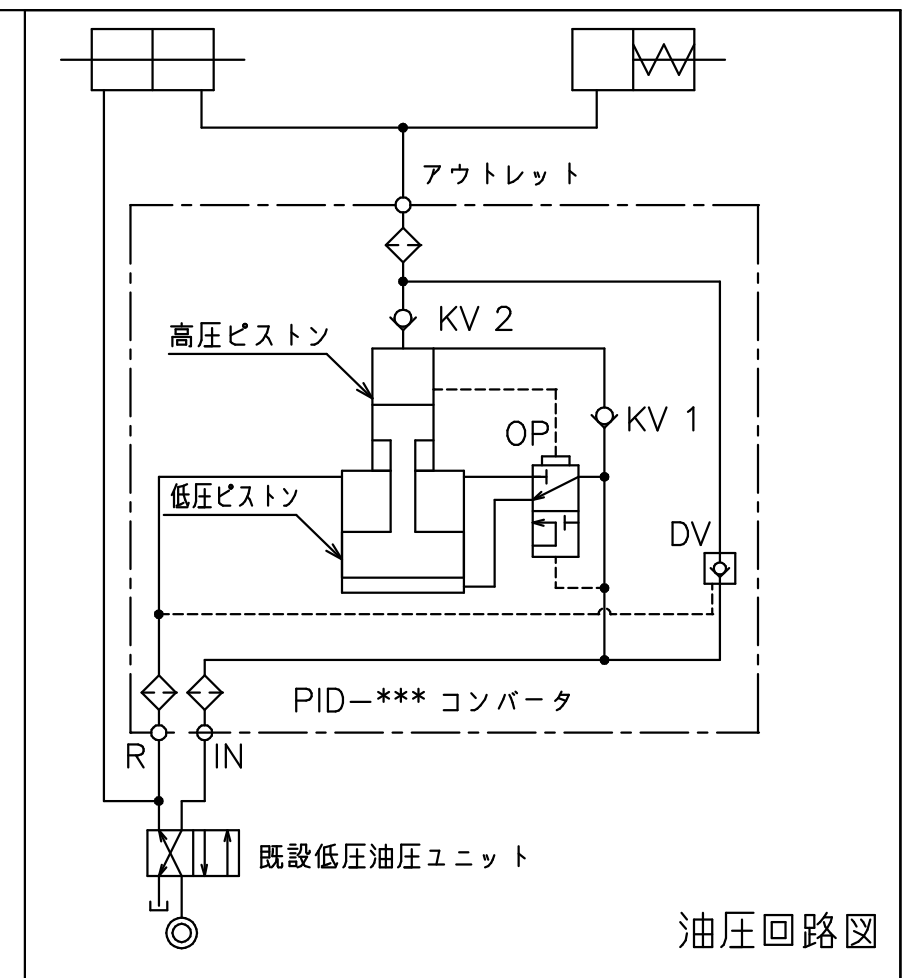 アウトレット
KV 2
高圧ピストン
KV 1
OP
低圧ピストン
DV
PID－*** コンバータ
R
IN
既設低圧油圧ユニット
油圧回路図